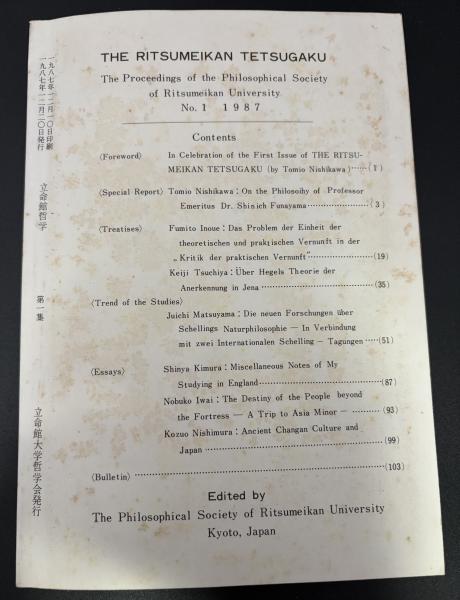 THE RITSUMEIKAN TETSUGAKU
The Proceedings of the Philosophical Society
of Ritsumeikan University
No. 1 1987
Contents
〈Foreword〉 In Celebration of the First Issue of THE RITSU-
MEIKAN TETSUGAKU (by Tomio Nishikawa)……(1)
〈Special Report〉 Tomio Nishikawa : On the Philosoihy of Professor
Emeritus Dr. Shinich Funayama……………………(3)
〈Treatises〉 Fumito Inoue : Das Problem der Einheit der
theoretischen und praktischen Vernunft in der
„Kritik der praktischen Vernunft"……………………(19)
Keiji Tsuchiya : Über Hegels Theorie der
Anerkennung in Jena……………………(35)
〈Trend of the Studies〉
Juichi Matsuyama : Die neuen Forschungen über
Schellings Naturphilosophie — In Verbindung
mit zwei Internationalen Schelling – Tagungen……(51)
〈Essays〉 Shinya Kimura : Miscellaneous Notes of My
Studying in England……………………(87)
Nobuko Iwai : The Destiny of the People beyond
the Fortress — A Trip to Asia Minor — ………(93)
Kozuo Nishimura : Ancient Changan Culture and
Japan……………………(99)
〈Bulletin〉……………………(103)
Edited by
The Philosophical Society of Ritsumeikan University
Kyoto, Japan
一九八七年一二月一〇日印刷
一九八七年一二月二〇日発行
立命館哲学
第一集
立命館大学哲学会発行